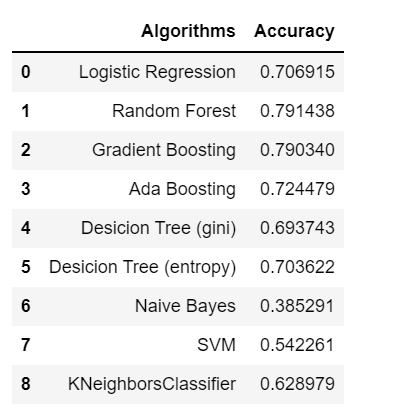 Algorithms Accuracy
0 Logistic Regression 0.706915
1 Random Forest 0.791438
2 Gradient Boosting 0.790340
3 Ada Boosting 0.724479
4 Desicion Tree (gini) 0.693743
5 Desicion Tree (entropy) 0.703622
6 Naive Bayes 0.385291
7 SVM 0.542261
8 KNeighborsClassifier 0.628979